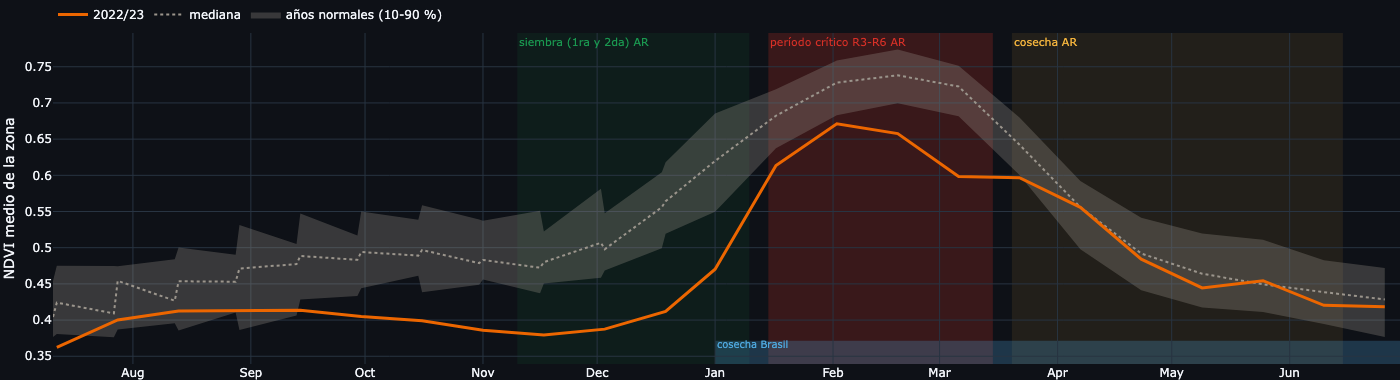 2022/23 mediana años normales (10-90 %)
siembra (1ra y 2da) AR período crítico R3-R6 AR cosecha AR
0.75
0.7
0.65
0.6
0.55
0.5
0.45
0.4
0.35
NDVI medio de la zona
cosecha Brasil
Aug Sep Oct Nov Dec Jan Feb Mar Apr May Jun